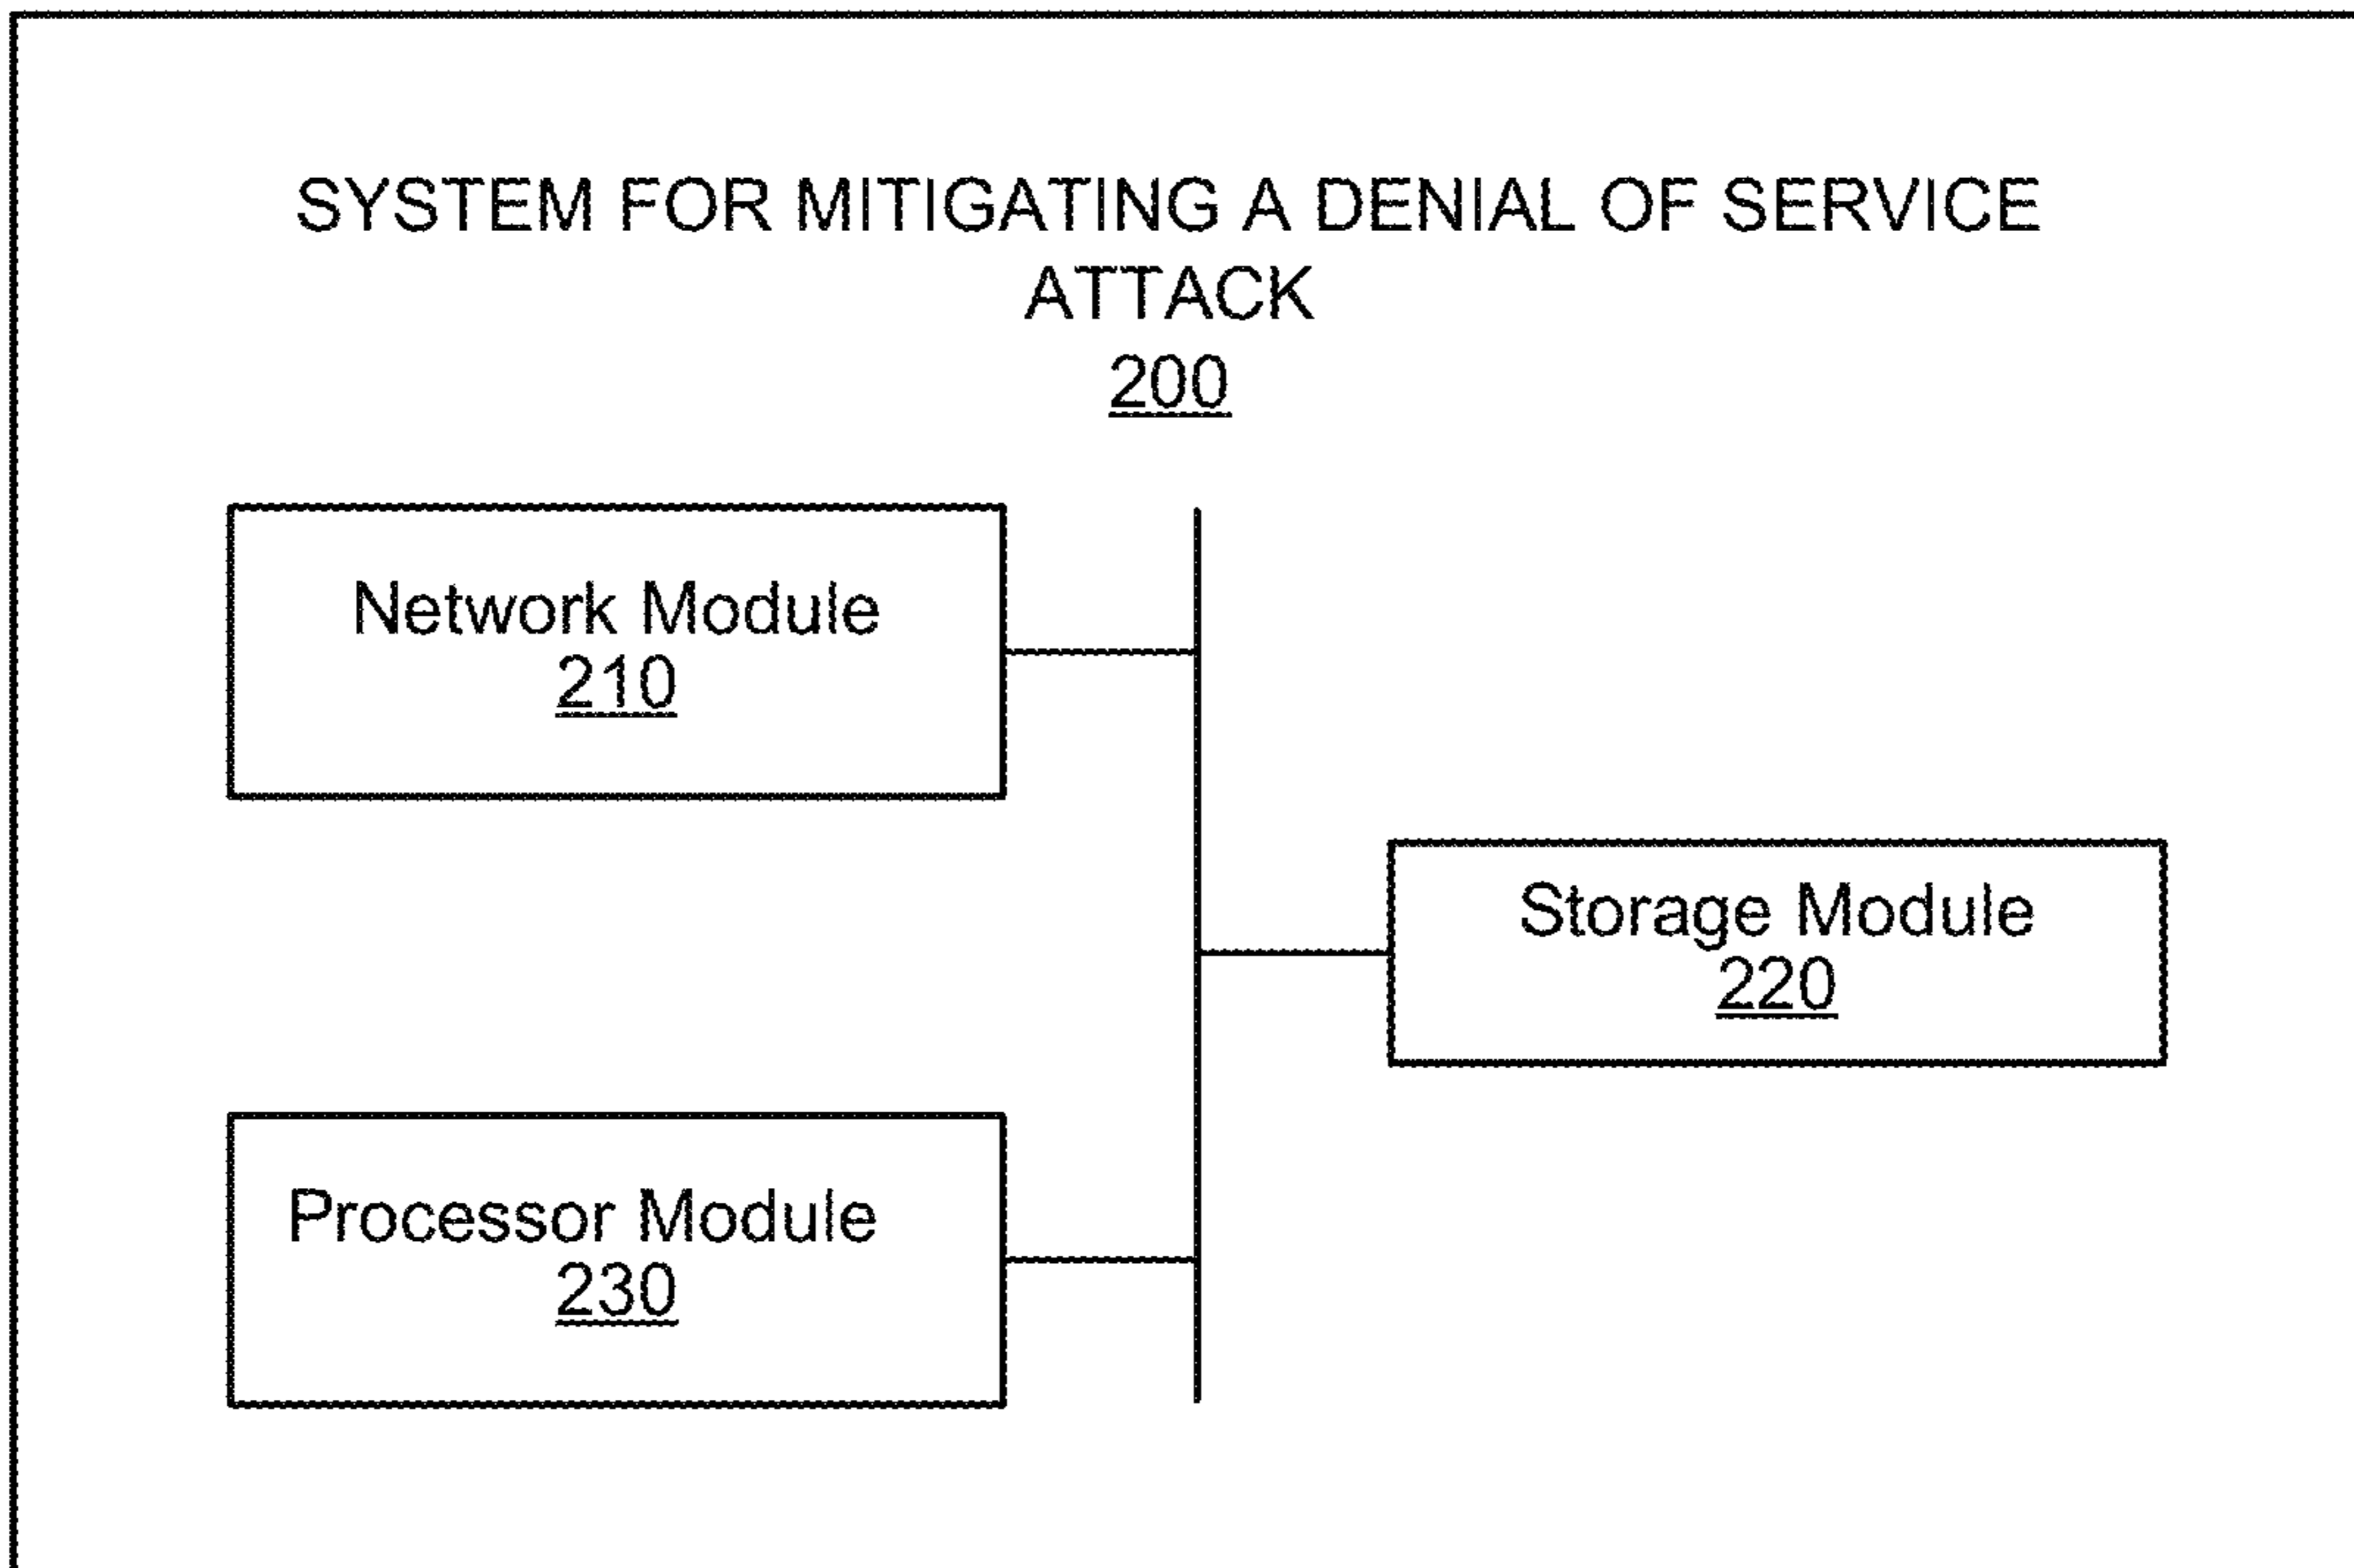 SYSTEM FOR MITIGATING A DENIAL OF SERVICE
ATTACK
200
Network Module
210
Storage Module
220
Processor Module
230